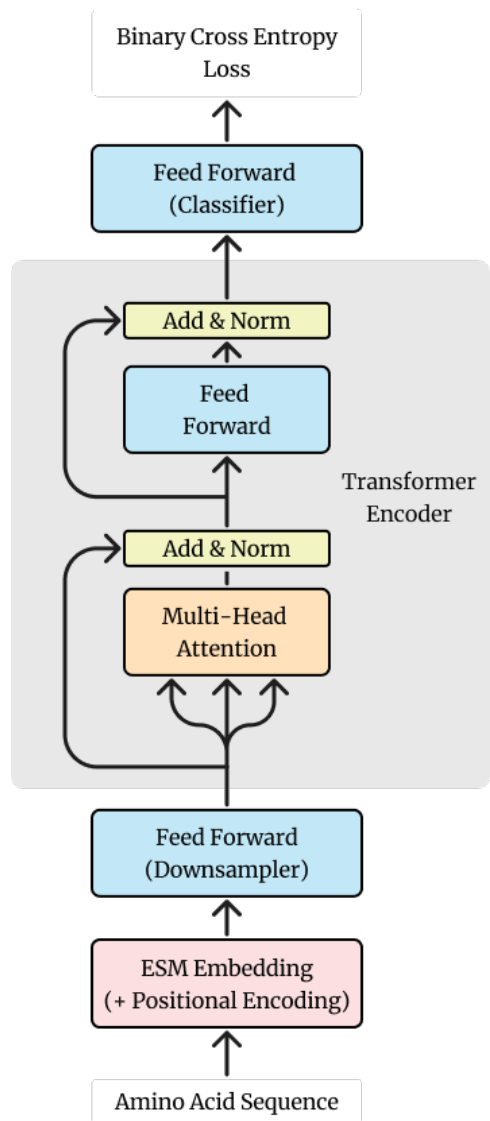 Binary Cross Entropy
Loss
Feed Forward
(Classifier)
Add & Norm
Feed
Forward
Transformer
Encoder
Add & Norm
Multi-Head
Attention
Feed Forward
(Downsampler)
ESM Embedding
(+ Positional Encoding)
Amino Acid Sequence